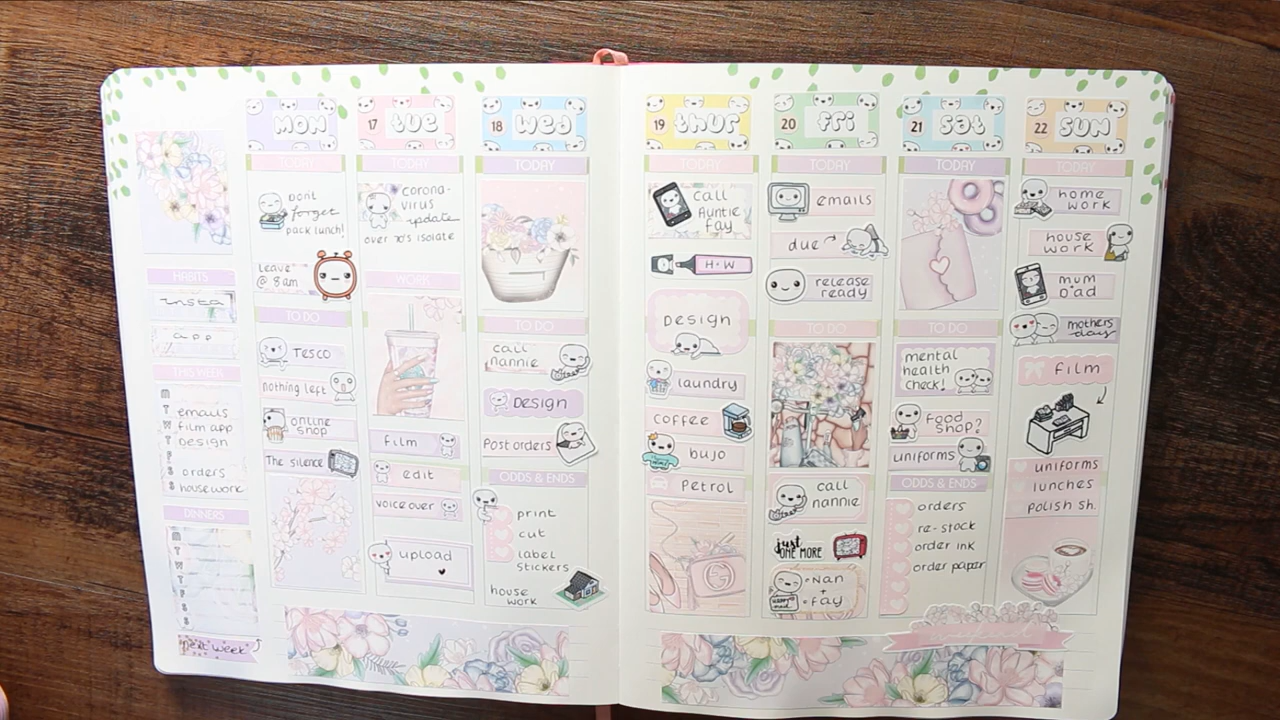 HABITS
insta
app
THIS WEEK
M
T emails
W film app
T Design
F
S orders
S housework
DINNERS
M
T
W
T
F
S
S
next week
MON
TODAY
Dont
forget
pack lunch!
Leave
@ 8am
TO DO
Tesco
nothing left
online
shop
The silence
17 tue
TODAY
corona-
virus
update
over 70's isolate
WORK
film
edit
voiceover
upload
18 wed
TODAY
TO DO
call
nannie
Design
Post orders
ODDS & ENDS
print
cut
label
stickers
house
work
19 thur
TODAY
call
Auntie
Fay
H·W
Design
laundry
coffee
bujo
Petrol
20 fri
TODAY
emails
due
release
ready
TO DO
call
nannie
just
ONE MORE
Nan
+
Fay
21 sat
TODAY
TO DO
mental
health
check!
food
shop?
uniforms
ODDS & ENDS
orders
re-stock
order ink
order paper
22 SUN
TODAY
home
work
house
work
mum
Dad
mothers
day
film
uniforms
lunches
polish sh.